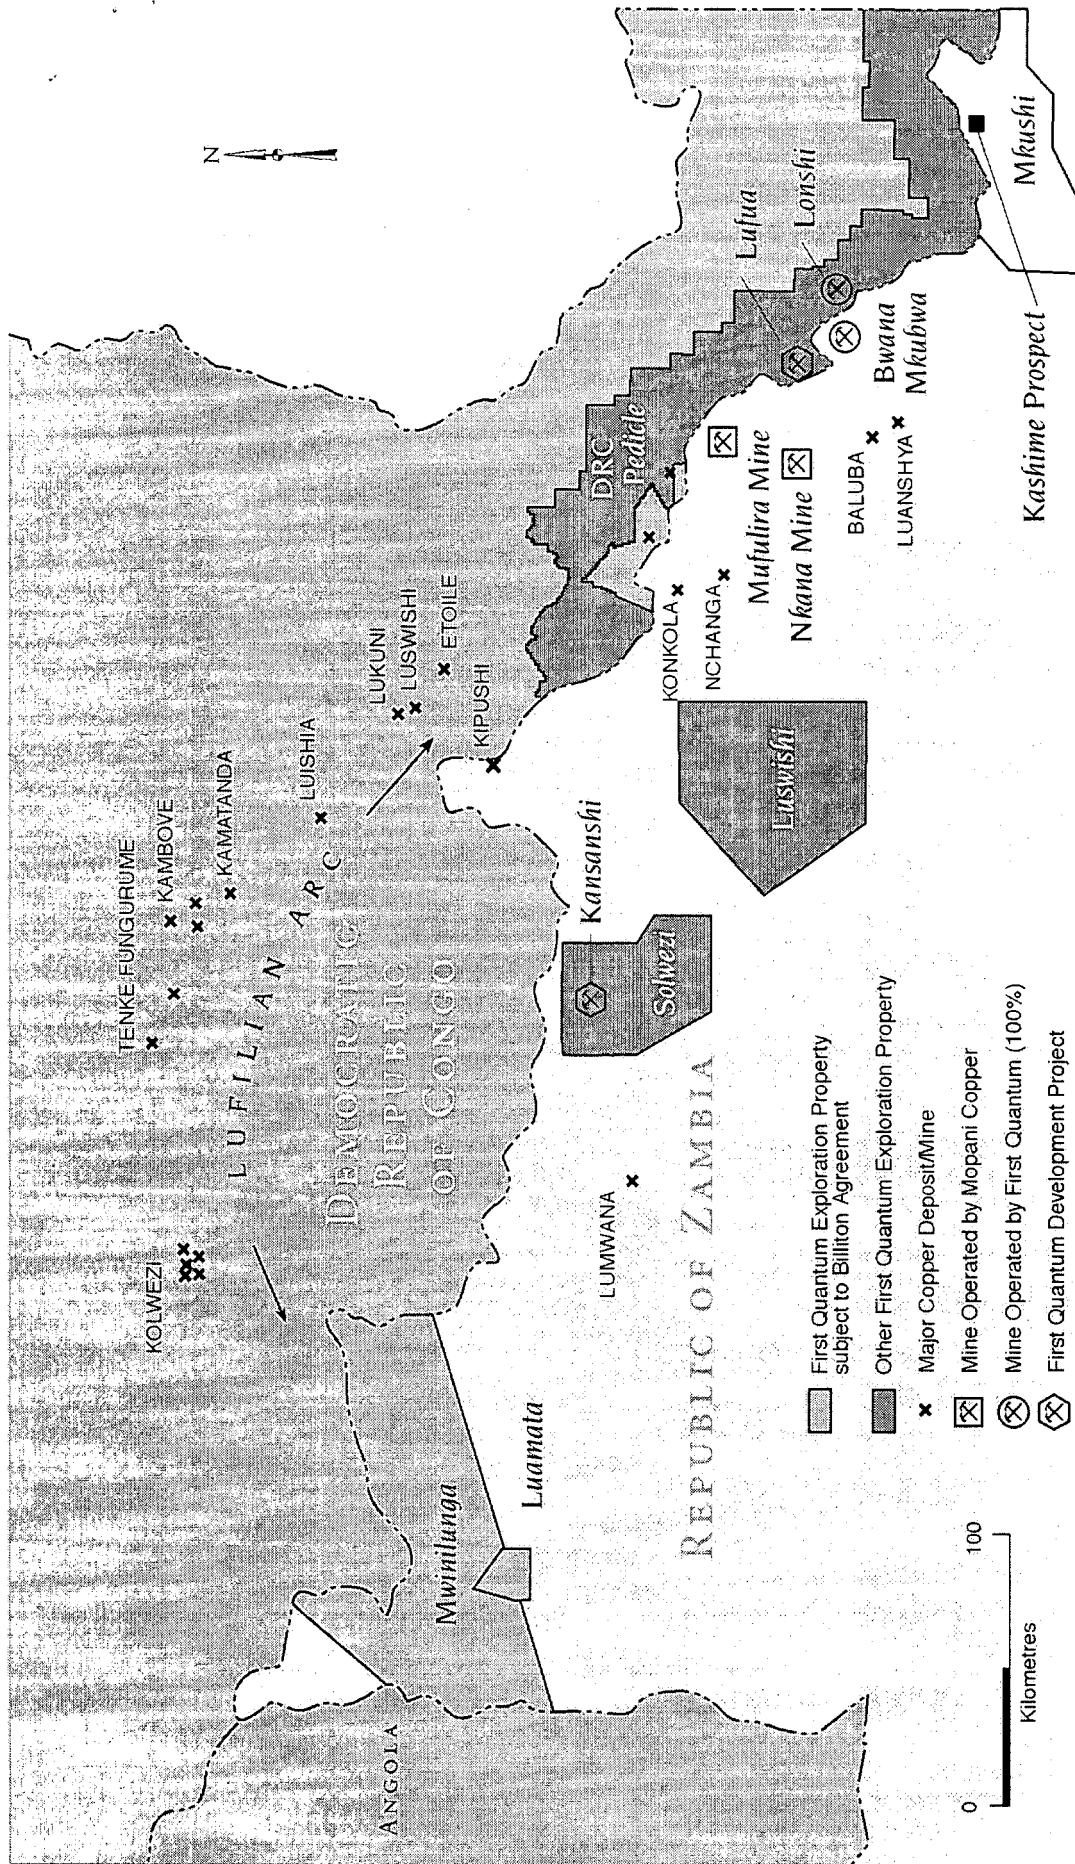 N
TENKE-FUNGURUME
KAMBOVE
KAMATANDA
KOLWEZI
LUFILIAN ARC
LUISHIA
LUKUNI
LUSWISHI
ETOILE
KIPUSHI
DEMOCRATIC
REPUBLIC
OF CONGO
ANGOLA
Mwinilunga
Luamata
LUMWANA
REPUBLIC OF ZAMBIA
Kansanshi
Solwezi
Luswishi
DRC
Pedicle
KONKOLA
NCHANGA
Mufulira Mine
Nkana Mine
BALUBA
LUANSHYA
Lufua
Lonshi
Bwana
Mkubwa
Kashime Prospect
Mkushi
First Quantum Exploration Property
subject to Billiton Agreement
Other First Quantum Exploration Property
Major Copper Deposit/Mine
Mine Operated by Mopani Copper
Mine Operated by First Quantum (100%)
First Quantum Development Project
0 100
Kilometres